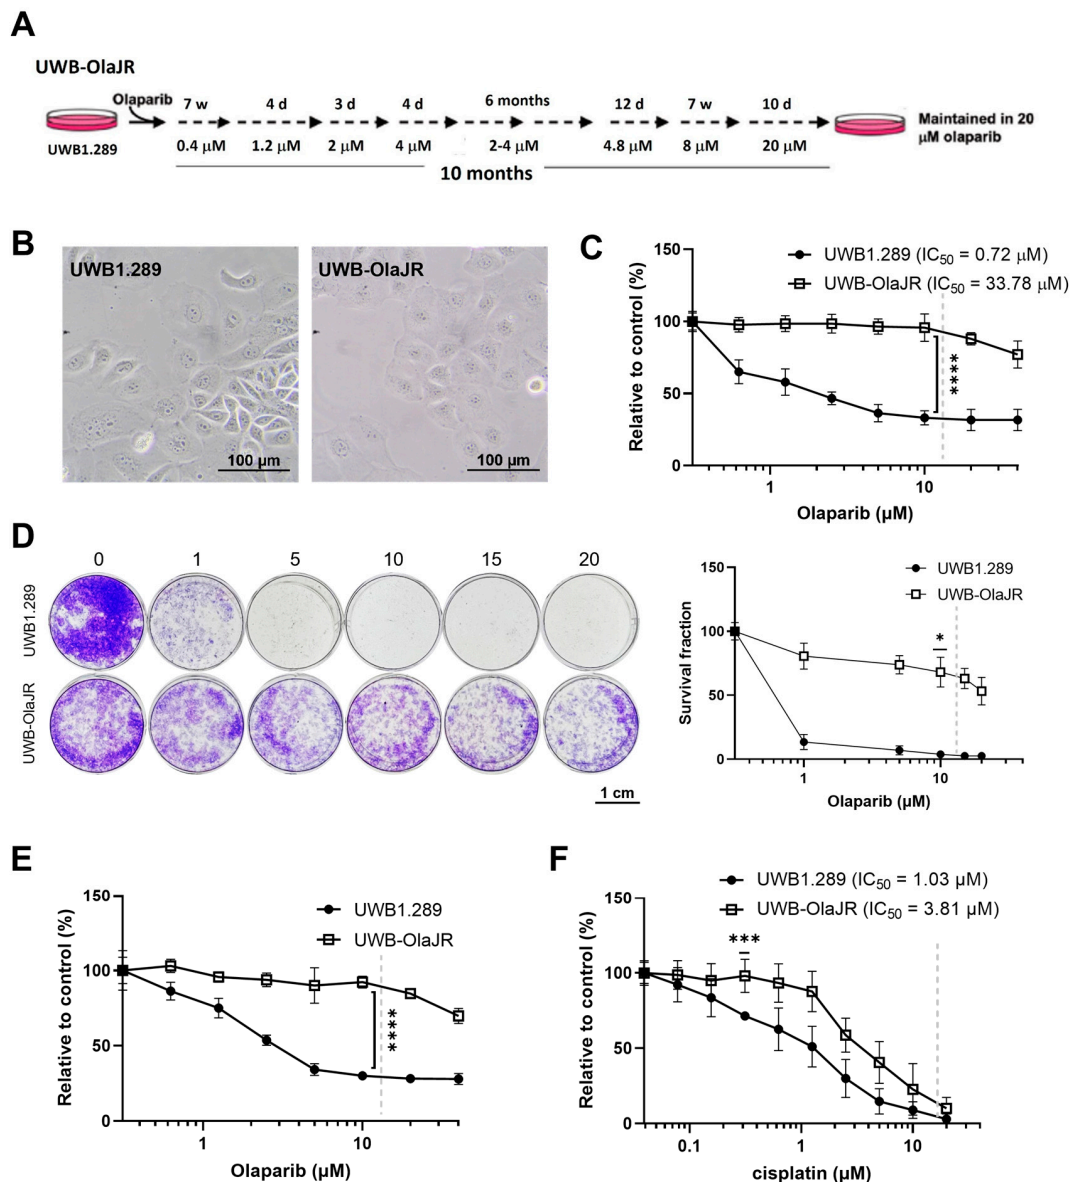 A
UWB-OlaJR
Olaparib
7 w 4 d 3 d 4 d 6 months 12 d 7 w 10 d
0.4 μM 1.2 μM 2 μM 4 μM 2-4 μM 4.8 μM 8 μM 20 μM
UWB1.289
10 months
Maintained in 20
μM olaparib
B
UWB1.289
100 μm
UWB-OlaJR
100 μm
C
UWB1.289 (IC50 = 0.72 μM)
UWB-OlaJR (IC50 = 33.78 μM)
Relative to control (%)
150
100
50
0
****
1 10
Olaparib (μM)
D
0 1 5 10 15 20
UWB1.289
UWB-OlaJR
1 cm
UWB1.289
UWB-OlaJR
Survival fraction
150
100
50
0
*
1 10
Olaparib (μM)
E
UWB1.289
UWB-OlaJR
Relative to control (%)
150
100
50
0
****
1 10
Olaparib (μM)
F
UWB1.289 (IC50 = 1.03 μM)
UWB-OlaJR (IC50 = 3.81 μM)
Relative to control (%)
150
100
50
0
***
0.1 1 10
cisplatin (μM)